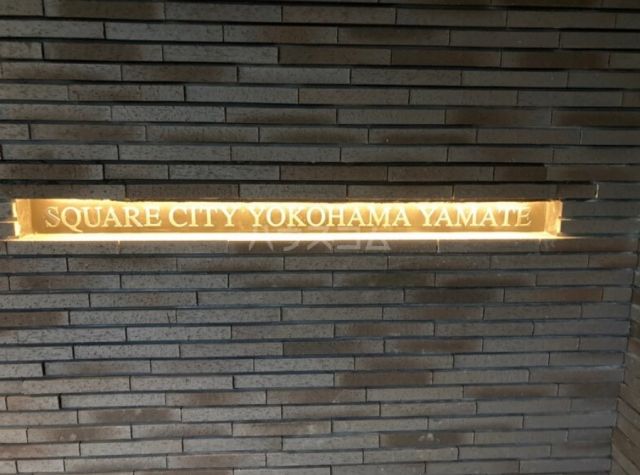 SQUARE CITY YOKOHAMA YAMATE
ハウスコム